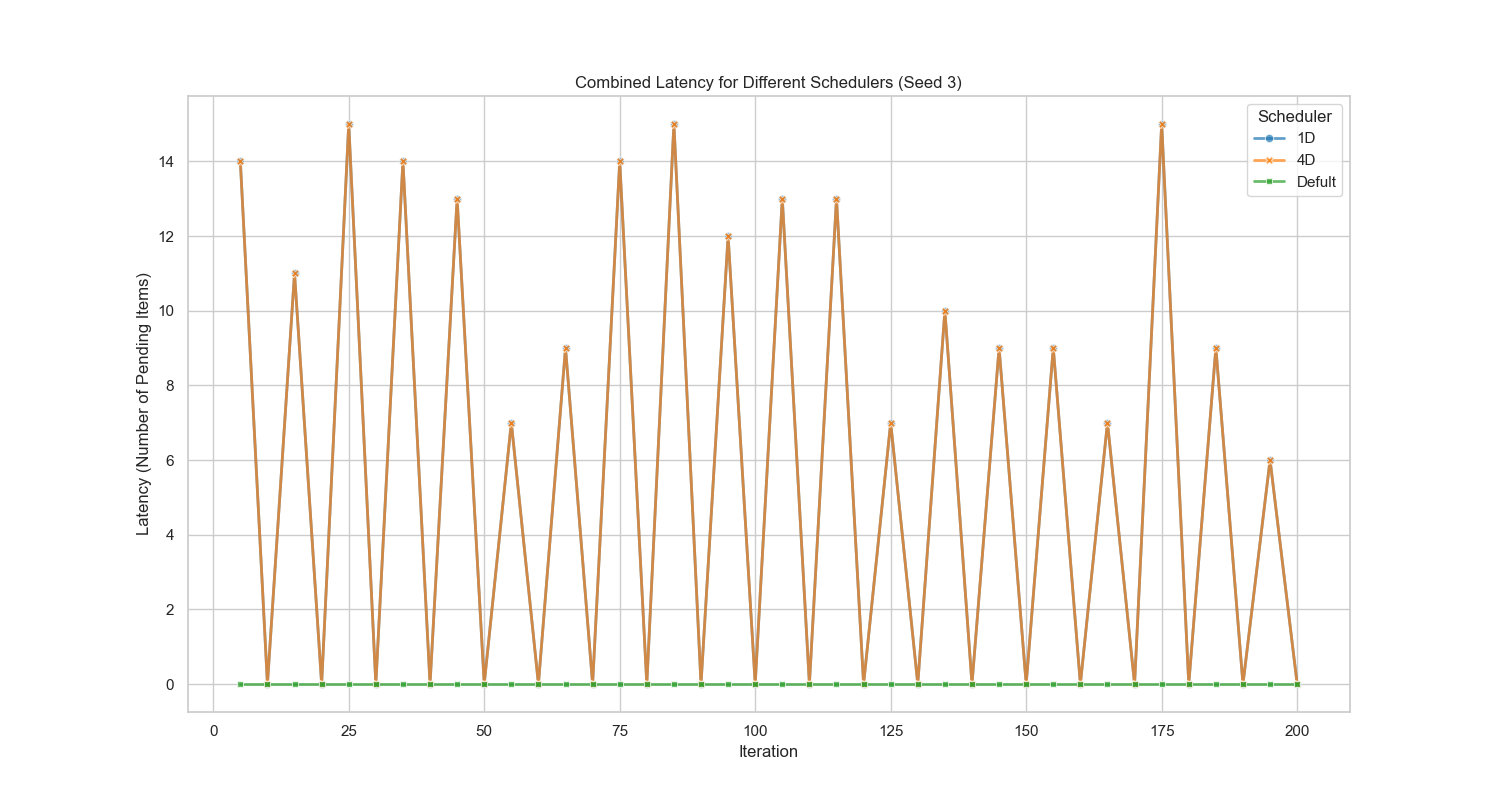 Combined Latency for Different Schedulers (Seed 3)
Scheduler
1D
4D
Defult
Latency (Number of Pending Items)
14
12
10
8
6
4
2
0
0 25 50 75 100 125 150 175 200
Iteration